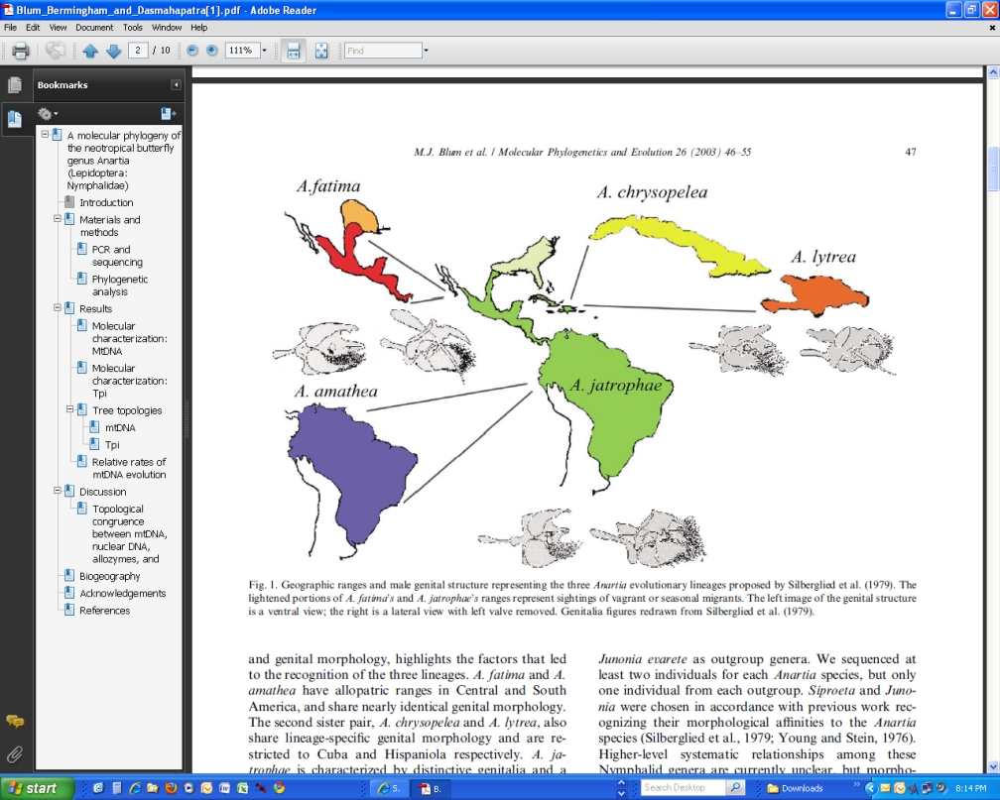 Blum_Bermingham_and_Dasmahapatra[1].pdf - Adobe Reader
File Edit View Document Tools Window Help
2 / 10 111% Find
Bookmarks
A molecular phylogeny of
the neotropical butterfly
genus Anartia
(Lepidoptera:
Nymphalidae)
Introduction
Materials and
methods
PCR and
sequencing
Phylogenetic
analysis
Results
Molecular
characterization:
MtDNA
Molecular
characterization:
Tpi
Tree topologies
mtDNA
Tpi
Relative rates of
mtDNA evolution
Discussion
Topological
congruence
between mtDNA,
nuclear DNA,
allozymes, and
Biogeography
Acknowledgements
References
M.J. Blum et al. / Molecular Phylogenetics and Evolution 26 (2003) 46–55 47
A.fatima
A. chrysopelea
A. lytrea
A. jatrophae
A. amathea
Fig. 1. Geographic ranges and male genital structure representing the three Anartia evolutionary lineages proposed by Silberglied et al. (1979). The
lightened portions of A. fatima's and A. jatrophae's ranges represent sightings of vagrant or seasonal migrants. The left image of the genital structure
is a ventral view; the right is a lateral view with left valve removed. Genitalia figures redrawn from Silberglied et al. (1979).
and genital morphology, highlights the factors that led
to the recognition of the three lineages. A. fatima and A.
amathea have allopatric ranges in Central and South
America, and share nearly identical genital morphology.
The second sister pair, A. chrysopelea and A. lytrea, also
share lineage-specific genital morphology and are re-
stricted to Cuba and Hispaniola respectively. A. ja-
trophae is characterized by distinctive genitalia and a
Junonia evarete as outgroup genera. We sequenced at
least two individuals for each Anartia species, but only
one individual from each outgroup. Siproeta and Juno-
nia were chosen in accordance with previous work rec-
ognizing their morphological affinities to the Anartia
species (Silberglied et al., 1979; Young and Stein, 1976).
Higher-level systematic relationships among these
Nymphalid genera are currently unclear, but morpho-
start S. B. Search Desktop Downloads 8:14 PM